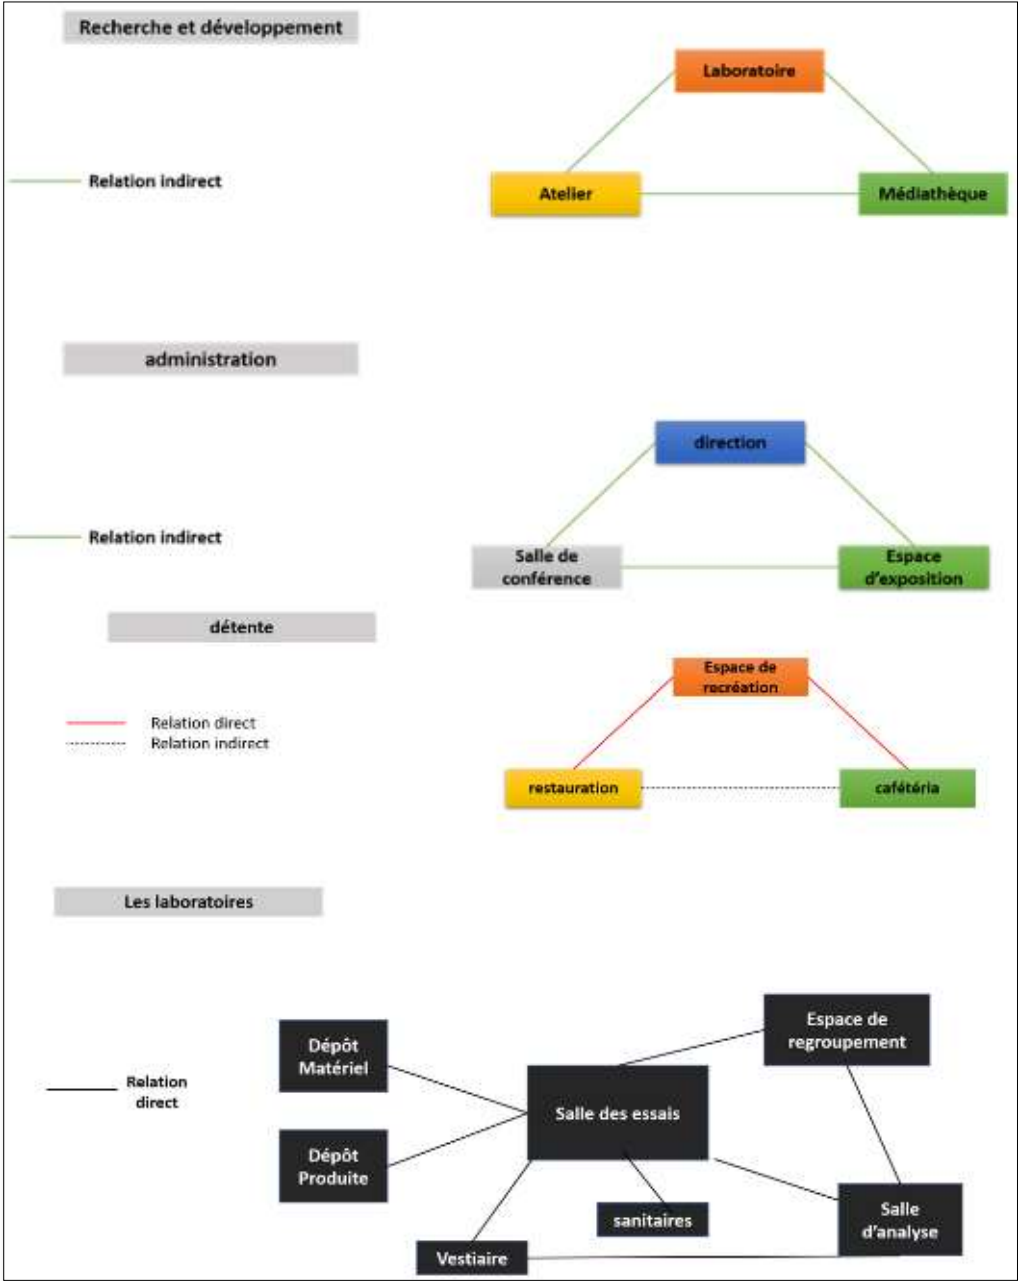 Recherche et développement
Laboratoire
Relation indirect
Atelier
Médiathèque
administration
direction
Relation indirect
Salle de
conférence
Espace
d'exposition
détente
Espace de
recréation
Relation direct
Relation indirect
restauration
cafétéria
Les laboratoires
Espace de
regroupement
Dépôt
Matériel
Relation
direct
Salle des essais
Dépôt
Produite
sanitaires
Salle
d'analyse
Vestiaire